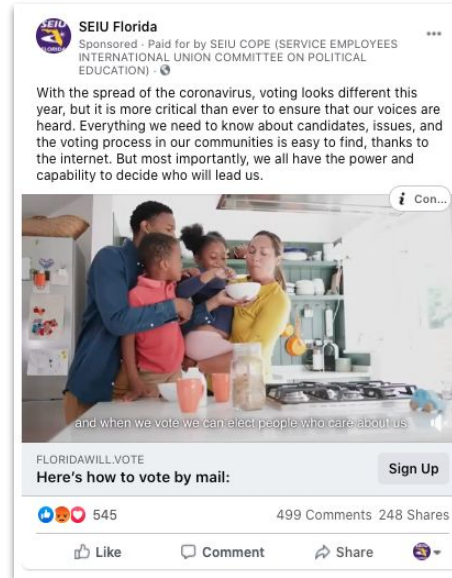 SEIU
FLORIDA
SEIU Florida
Sponsored · Paid for by SEIU COPE (SERVICE EMPLOYEES
INTERNATIONAL UNION COMMITTEE ON POLITICAL
EDUCATION) ·
With the spread of the coronavirus, voting looks different this
year, but it is more critical than ever to ensure that our voices are
heard. Everything we need to know about candidates, issues, and
the voting process in our communities is easy to find, thanks to
the internet. But most importantly, we all have the power and
capability to decide who will lead us.
i Con...
and when we vote we can elect people who care about us
FLORIDAWILL.VOTE
Here's how to vote by mail:
Sign Up
545
499 Comments 248 Shares
Like
Comment
Share